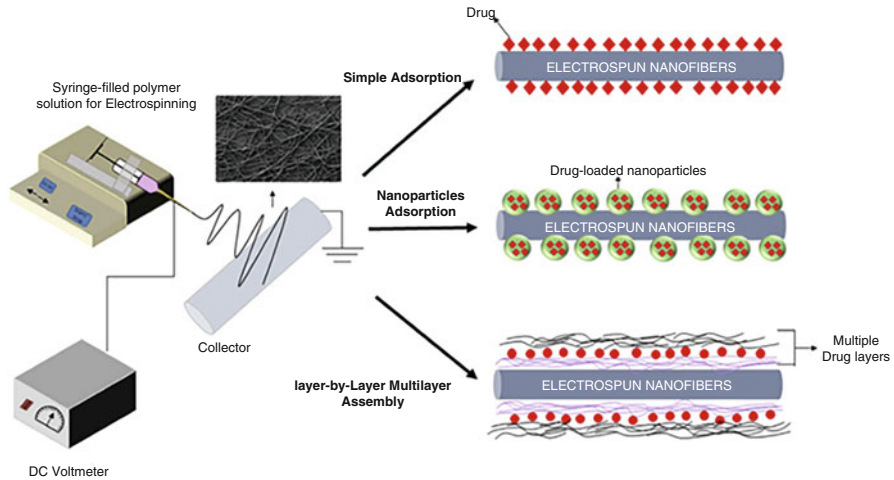 Drug
ELECTROSPUN NANOFIBERS
Syringe-filled polymer
solution for Electrospinning
Simple Adsorption
Drug-loaded nanoparticles
Nanoparticles
Adsorption
ELECTROSPUN NANOFIBERS
Collector
layer-by-Layer Multilayer
Assembly
ELECTROSPUN NANOFIBERS
Multiple
Drug layers
DC Voltmeter